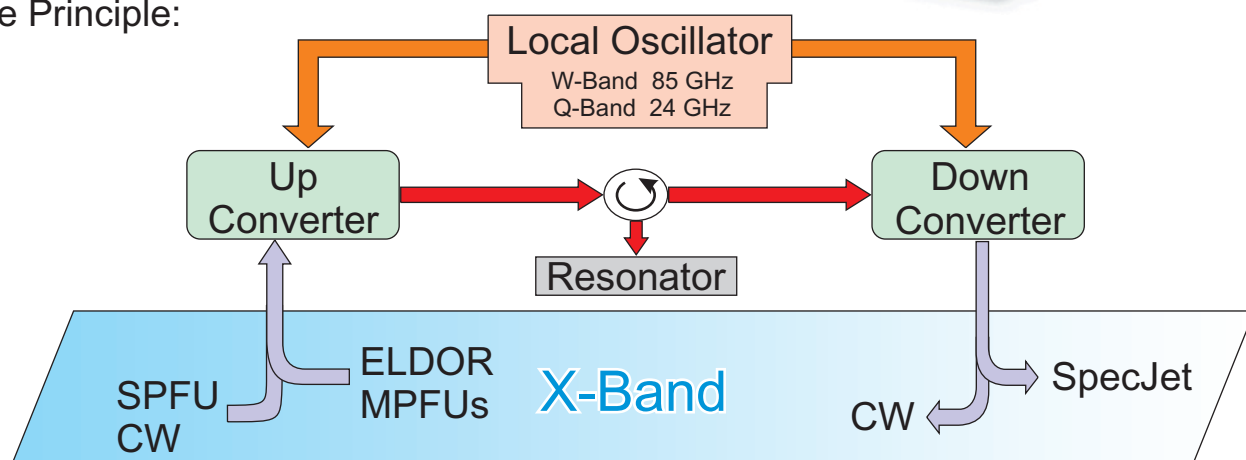 e Principle:
Local Oscillator
W-Band 85 GHz
Q-Band 24 GHz
Up
Converter
Down
Converter
Resonator
SPFU
CW
ELDOR
MPFUs
X-Band
CW
SpecJet